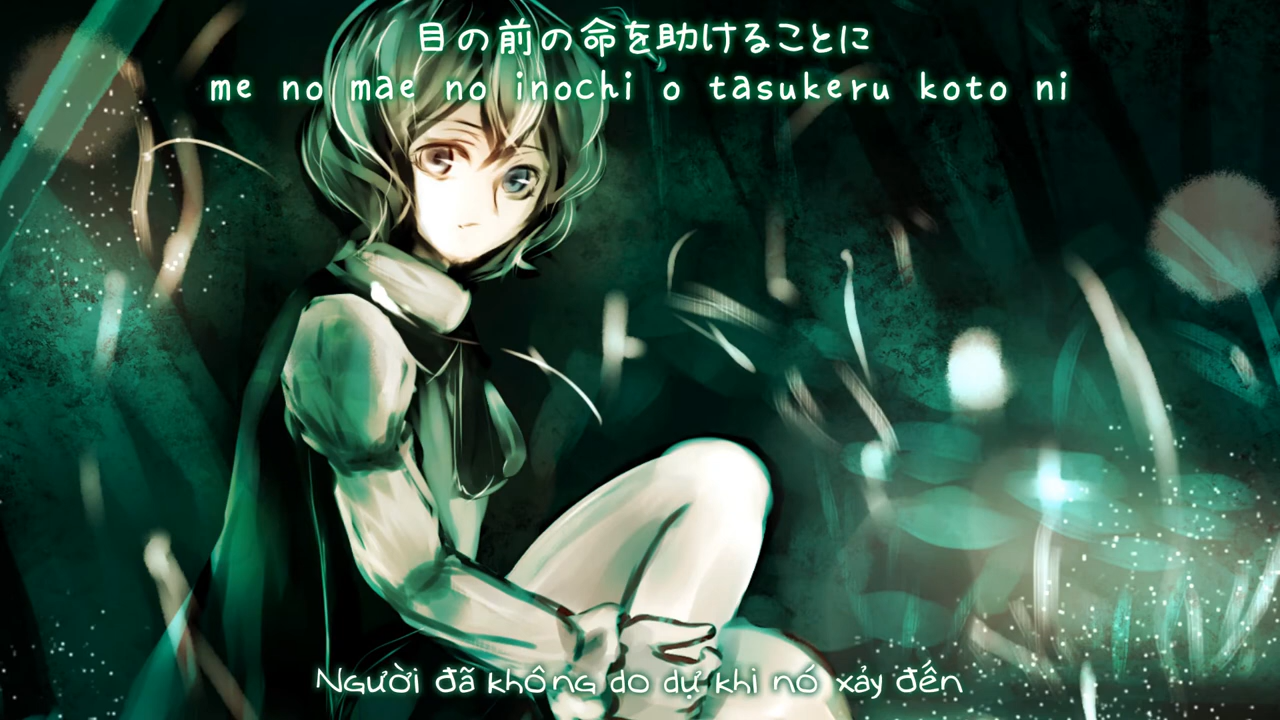 目の前の命を助けることに
me no mae no inochi o tasukeru koto ni
Người đã không do dự khi nó xảy đến